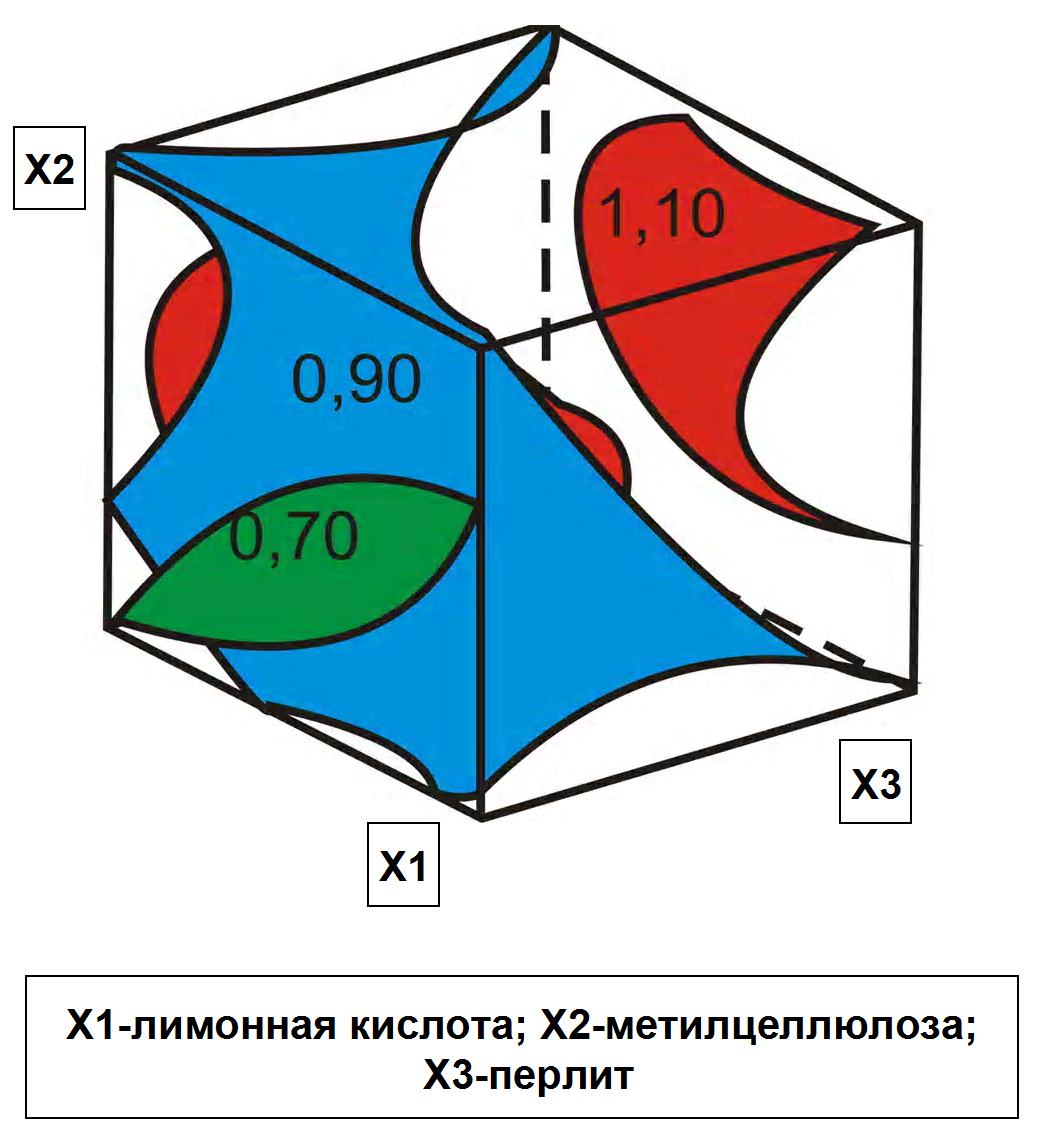 X2
1,10
0,90
0,70
X3
X1
X1-лимонная кислота; X2-метилцеллюлоза;
X3-перлит